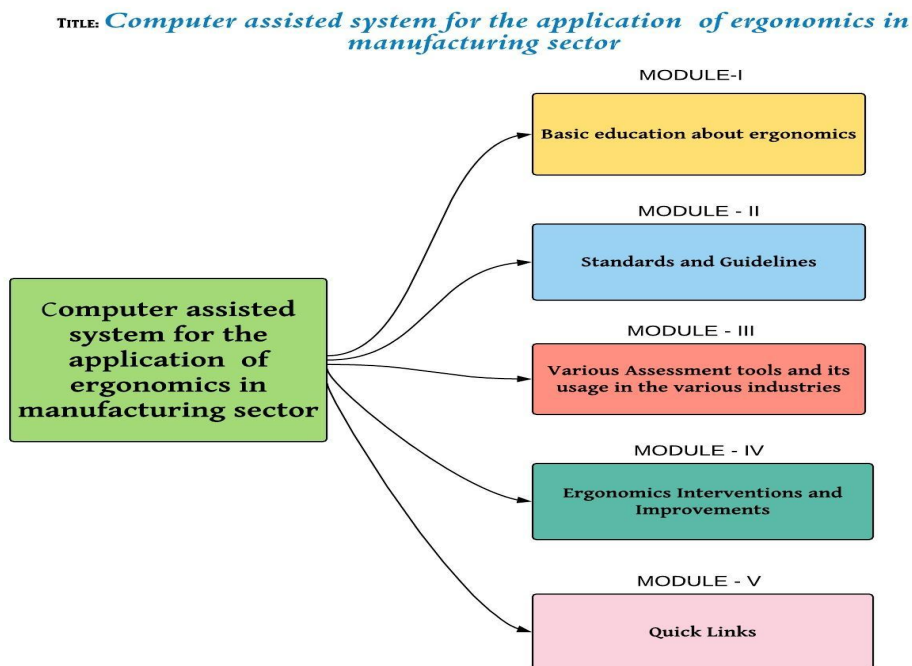 TITLE: Computer assisted system for the application of ergonomics in
manufacturing sector
MODULE-I
Basic education about ergonomics
MODULE - II
Standards and Guidelines
Computer assisted
system for the
application of
ergonomics in
manufacturing sector
MODULE - III
Various Assessment tools and its
usage in the various industries
MODULE - IV
Ergonomics Interventions and
Improvements
MODULE - V
Quick Links